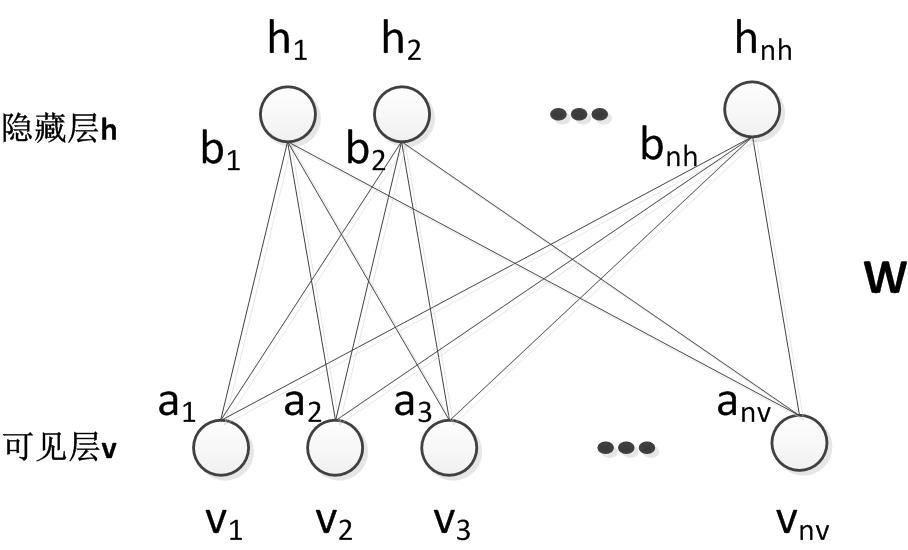 h1 h2 hnh
隐藏层h
b1 b2 bnh
W
a1 a2 a3 anv
可见层v
v1 v2 v3 vnv